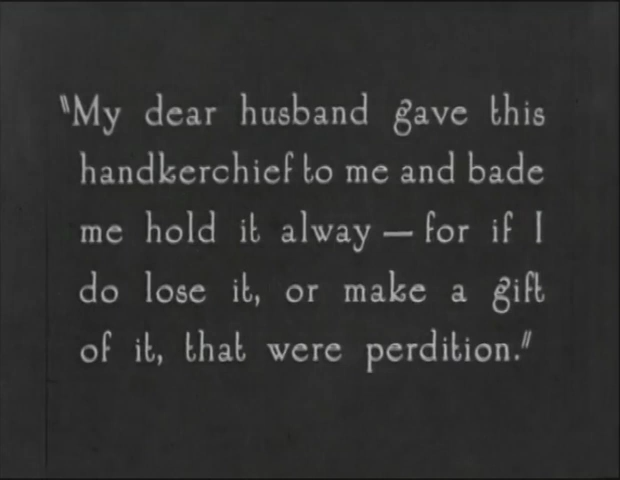 "My dear husband gave this
handkerchief to me and bade
me hold it alway — for if I
do lose it, or make a gift
of it, that were perdition."